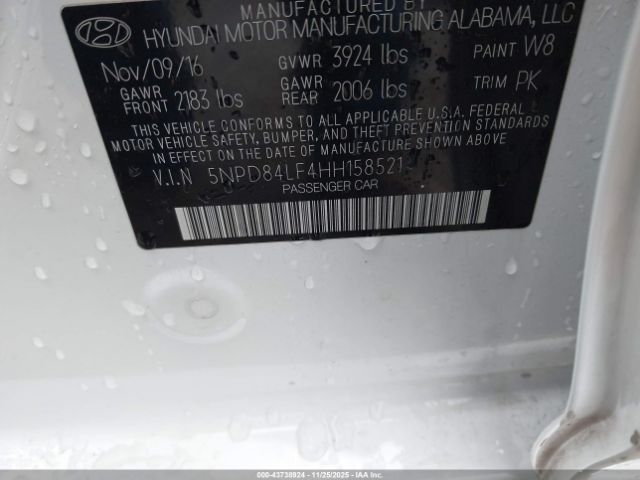 MANUFACTURED BY
HYUNDAI MOTOR MANUFACTURING ALABAMA, LLC
Nov/09/16 GVWR 3924 lbs PAINT W8
GAWR FRONT 2183 lbs GAWR REAR 2006 lbs TRIM PK
THIS VEHICLE CONFORMS TO ALL APPLICABLE U.S.A. FEDERAL
MOTOR VEHICLE SAFETY, BUMPER, AND THEFT PREVENTION STANDARDS
IN EFFECT ON THE DATE OF MANUFACTURE SHOWN ABOVE
V.I.N 5NPD84LF4HH158521
PASSENGER CAR
000-43738924 - 11/25/2025 - IAAI.COM